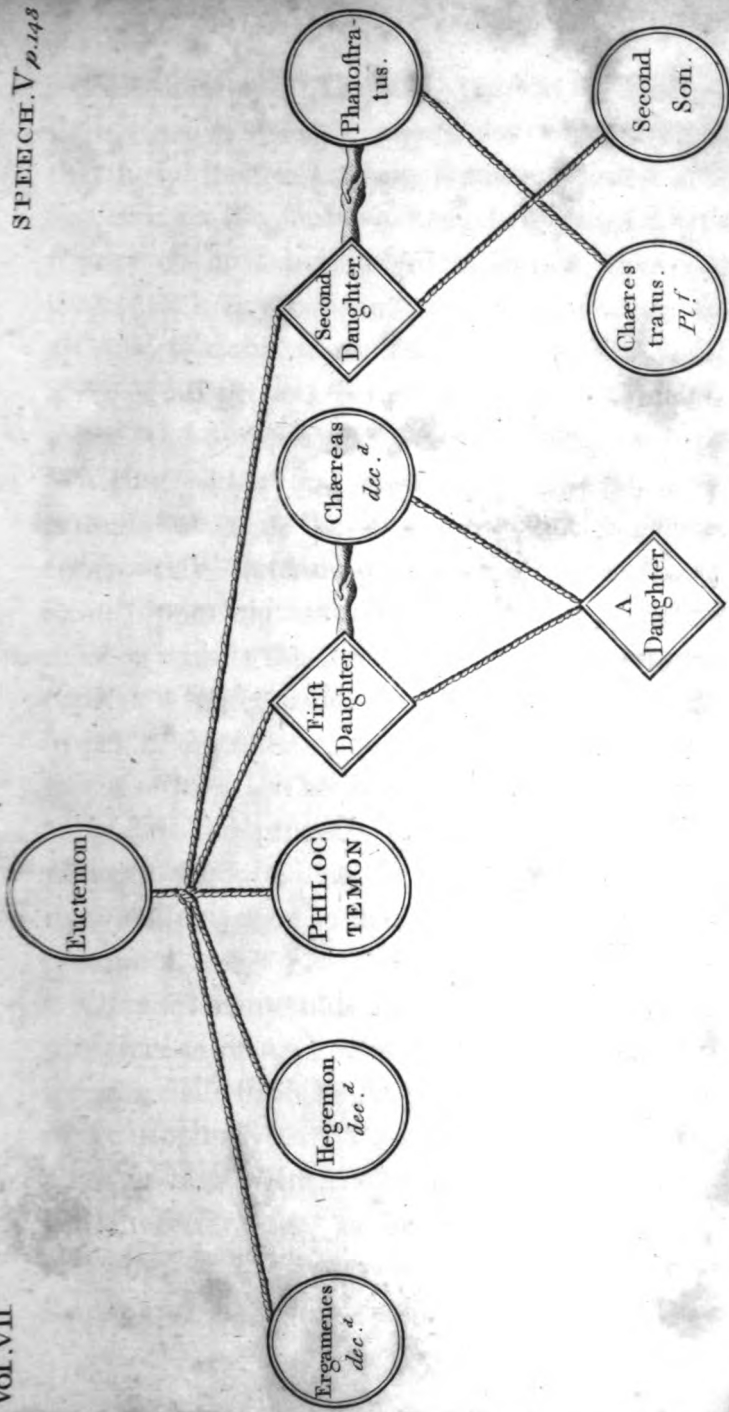 VOL.VII
SPEECH.V p.148
Euctemon
Ergamenes
dec.d
Hegemon
dec.d
PHILOC
TEMON
Firſt
Daughter
Chæreas
dec.d
Second
Daughter.
Phanoſtra-
tus.
A
Daughter
Chæres
tratus.
Pl.f
Second
Son.